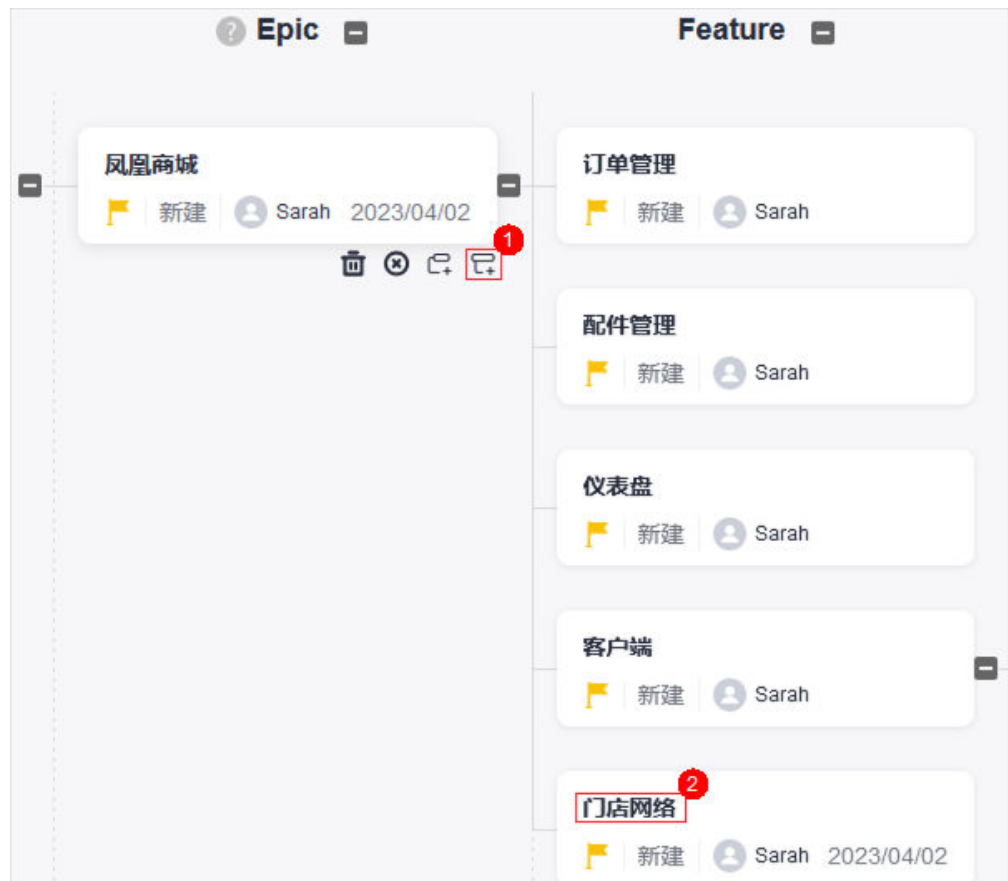 Epic
Feature
凤凰商城
新建 Sarah 2023/04/02
1
订单管理
新建 Sarah
配件管理
新建 Sarah
仪表盘
新建 Sarah
客户端
新建 Sarah
2
门店网络
新建 Sarah 2023/04/02